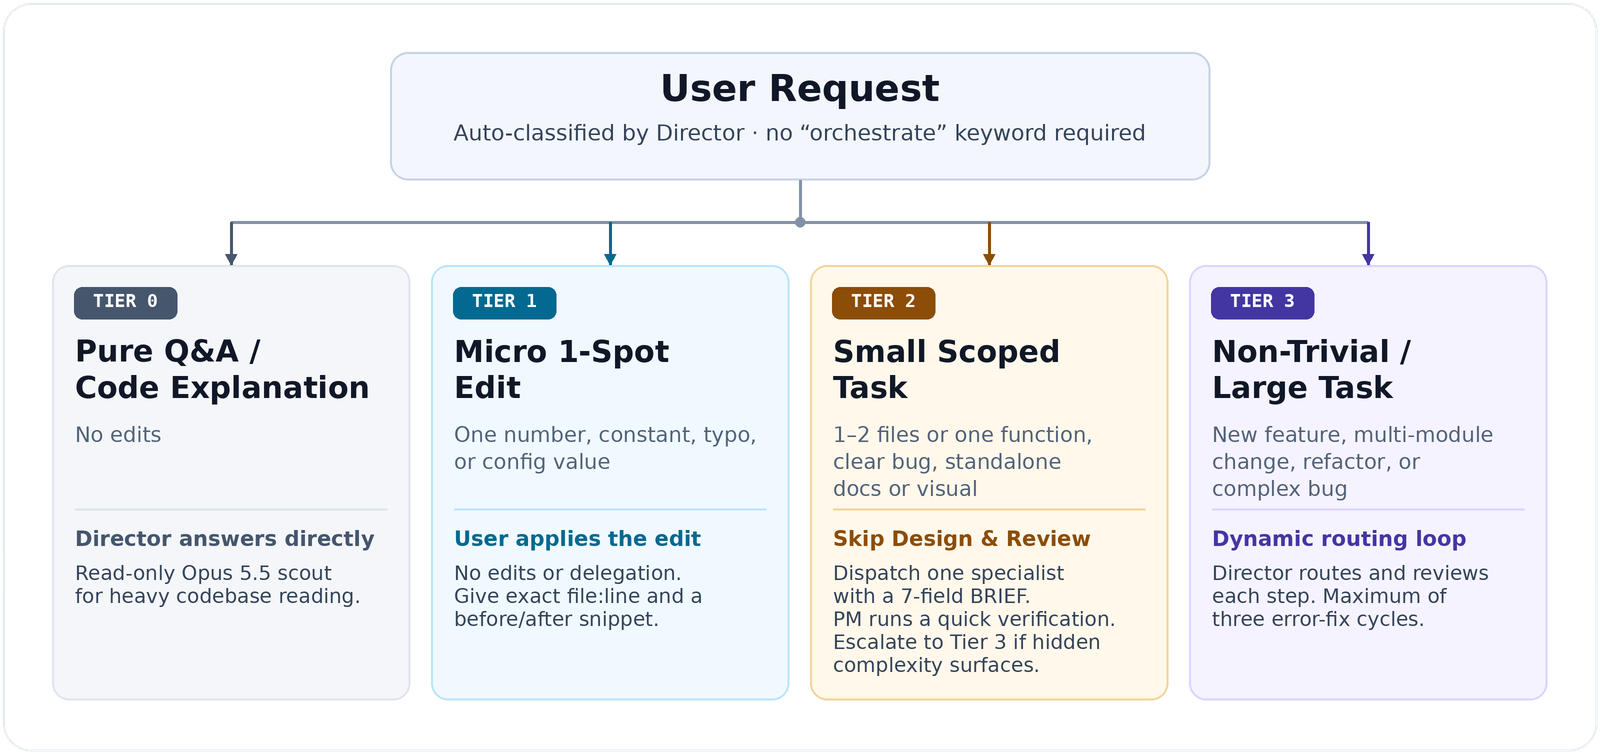 User Request
Auto-classified by Director · no “orchestrate” keyword required
TIER 0
Pure Q&A /
Code Explanation
No edits
Director answers directly
Read-only Opus 5.5 scout
for heavy codebase reading.
TIER 1
Micro 1-Spot
Edit
One number, constant, typo,
or config value
User applies the edit
No edits or delegation.
Give exact file:line and a
before/after snippet.
TIER 2
Small Scoped
Task
1–2 files or one function,
clear bug, standalone
docs or visual
Skip Design & Review
Dispatch one specialist
with a 7-field BRIEF.
PM runs a quick verification.
Escalate to Tier 3 if hidden
complexity surfaces.
TIER 3
Non-Trivial /
Large Task
New feature, multi-module
change, refactor, or
complex bug
Dynamic routing loop
Director routes and reviews
each step. Maximum of
three error-fix cycles.